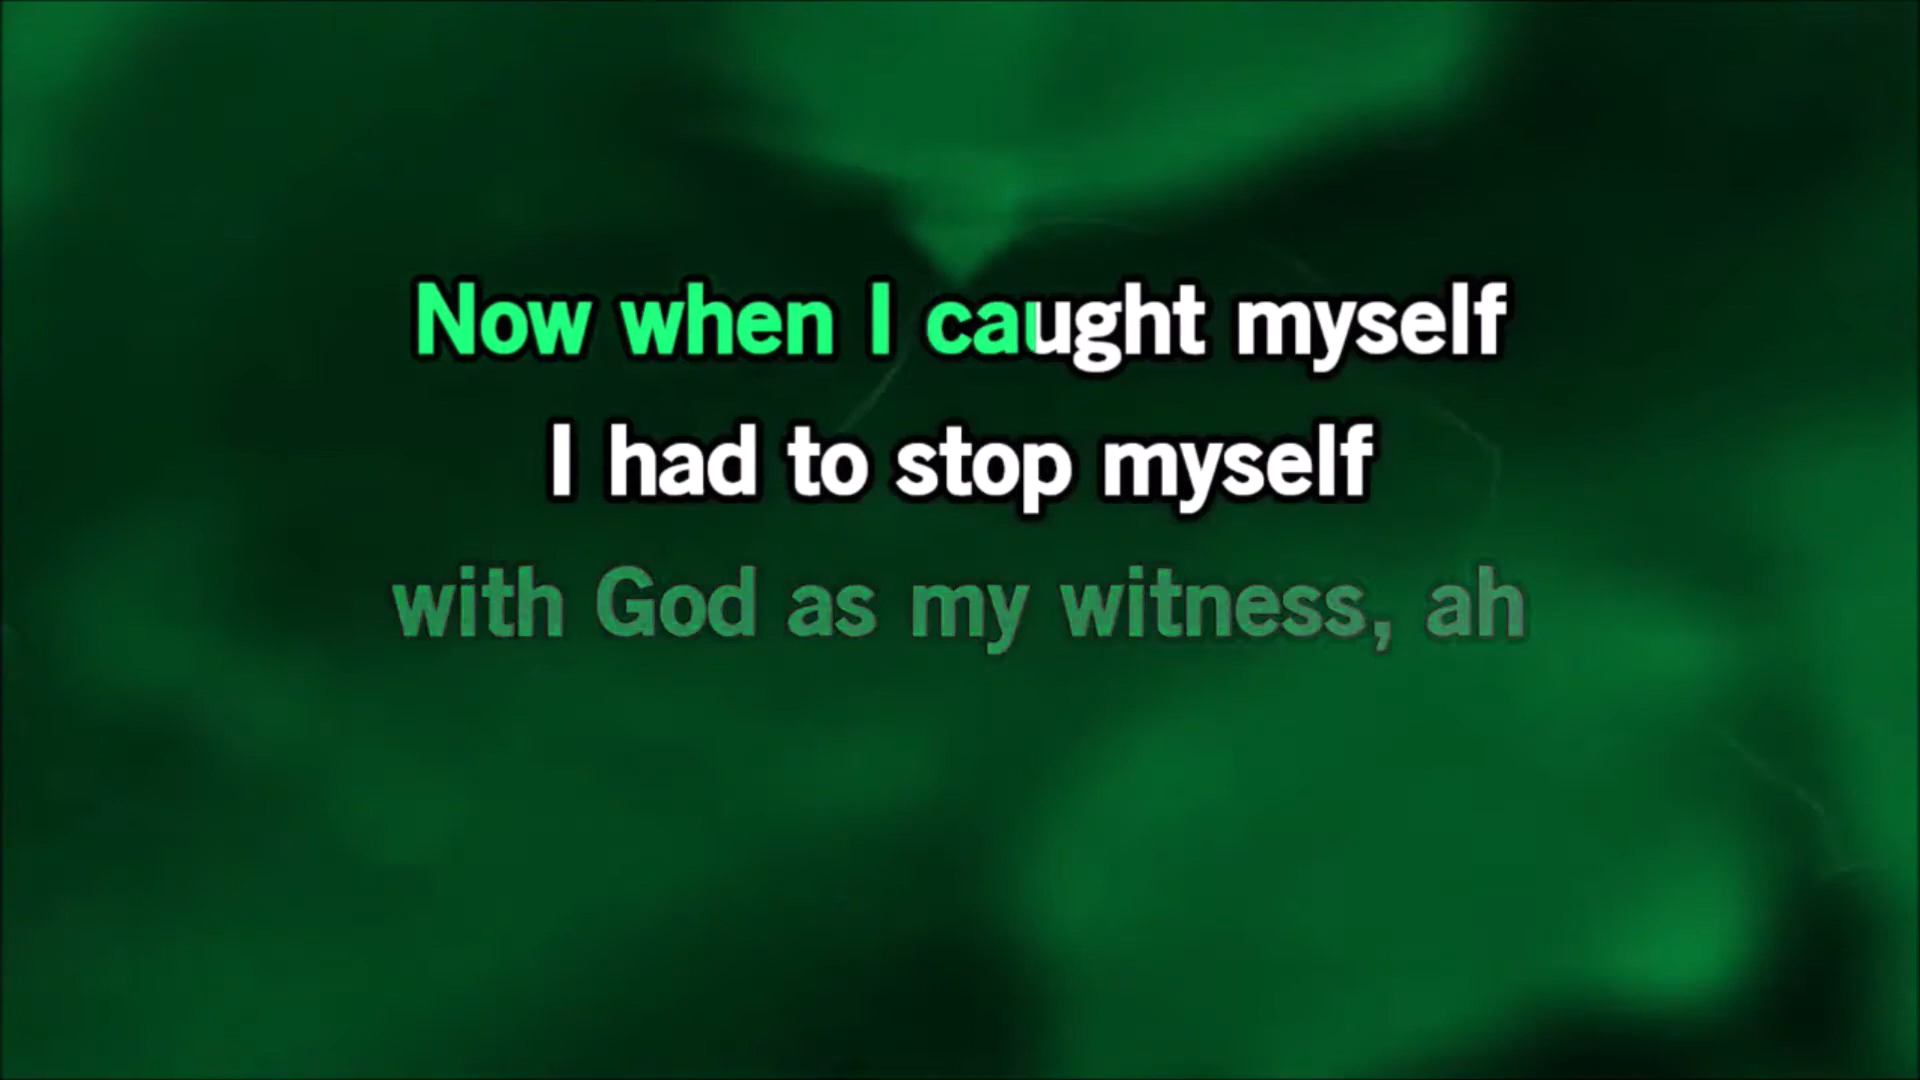 Now when I caught myself
I had to stop myself
with God as my witness, ah